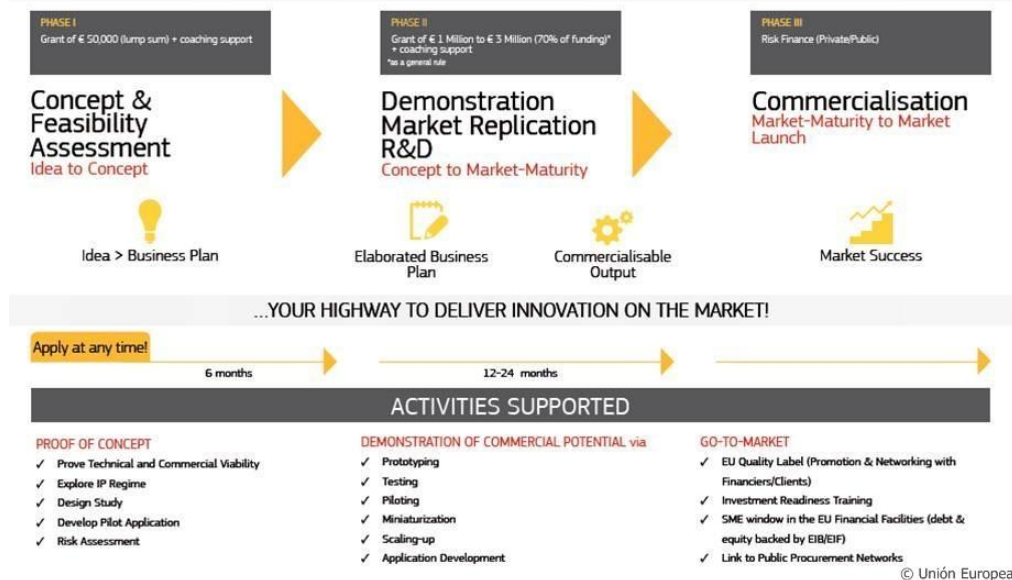 PHASE I
Grant of € 50,000 (lump sum) + coaching support
PHASE II
Grant of € 1 Million to € 3 Million (70% of funding)*
+ coaching support
*as a general rule
PHASE III
Risk Finance (Private/Public)
Concept &
Feasibility
Assessment
Idea to Concept
Demonstration
Market Replication
R&D
Concept to Market-Maturity
Commercialisation
Market-Maturity to Market
Launch
Idea > Business Plan
Elaborated Business
Plan
Commercialisable
Output
Market Success
...YOUR HIGHWAY TO DELIVER INNOVATION ON THE MARKET!
Apply at any time!
6 months
12-24 months
ACTIVITIES SUPPORTED
PROOF OF CONCEPT
✓ Prove Technical and Commercial Viability
✓ Explore IP Regime
✓ Design Study
✓ Develop Pilot Application
✓ Risk Assessment
DEMONSTRATION OF COMMERCIAL POTENTIAL via
✓ Prototyping
✓ Testing
✓ Piloting
✓ Miniaturization
✓ Scaling-up
✓ Application Development
GO-TO-MARKET
✓ EU Quality Label (Promotion & Networking with
Financiers/Clients)
✓ Investment Readiness Training
✓ SME window in the EU Financial Facilities (debt &
equity backed by EIB/EIF)
✓ Link to Public Procurement Networks
© Unión Europea